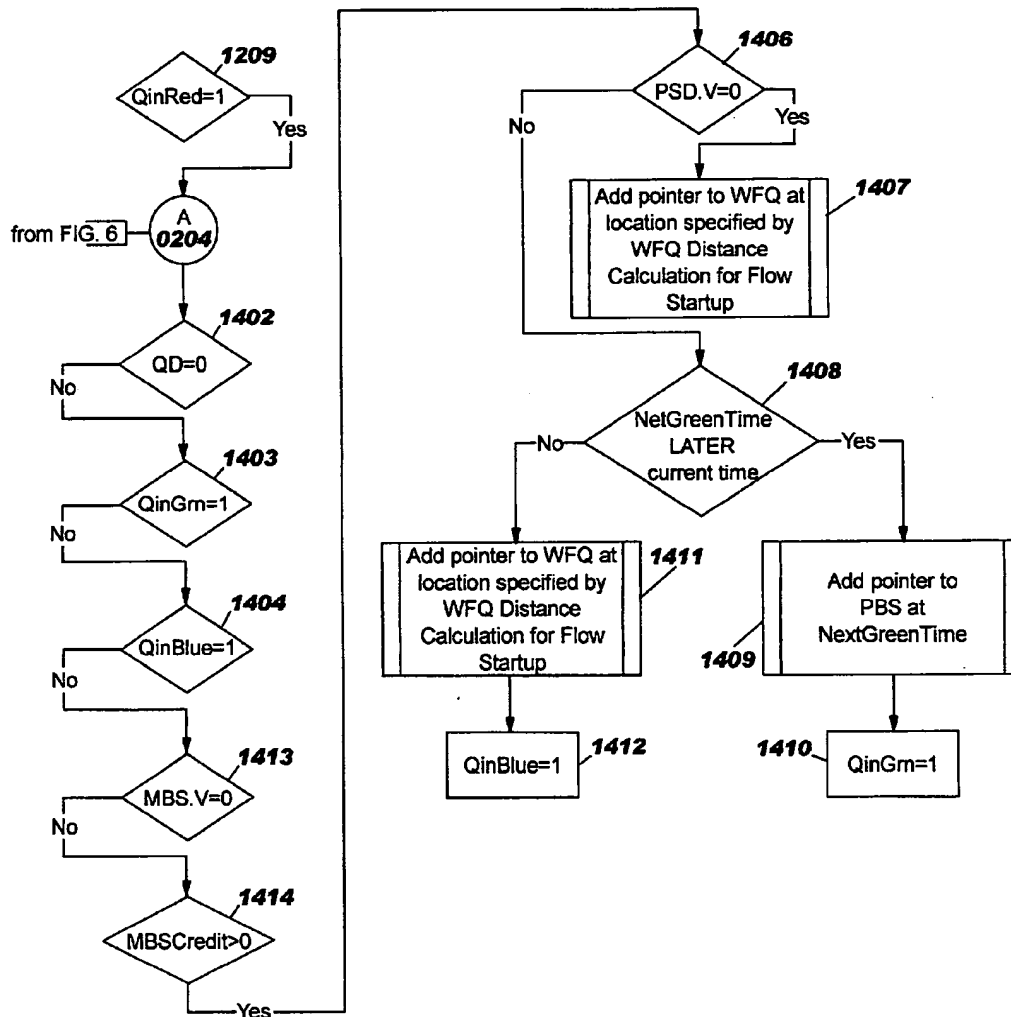 1209
QinRed=1
Yes
A
0204
from FIG. 6
1402
QD=0
No
1403
QinGrn=1
No
1404
QinBlue=1
No
1413
MBS.V=0
No
1414
MBSCredit>0
Yes
1406
PSD.V=0
No
Yes
Add pointer to WFQ at
location specified by
WFQ Distance
Calculation for Flow
Startup
1407
1408
NetGreenTime
LATER
current time
No
Yes
Add pointer to WFQ at
location specified by
WFQ Distance
Calculation for Flow
Startup
1411
Add pointer to
PBS at
NextGreenTime
1409
QinBlue=1
1412
1410
QinGrn=1